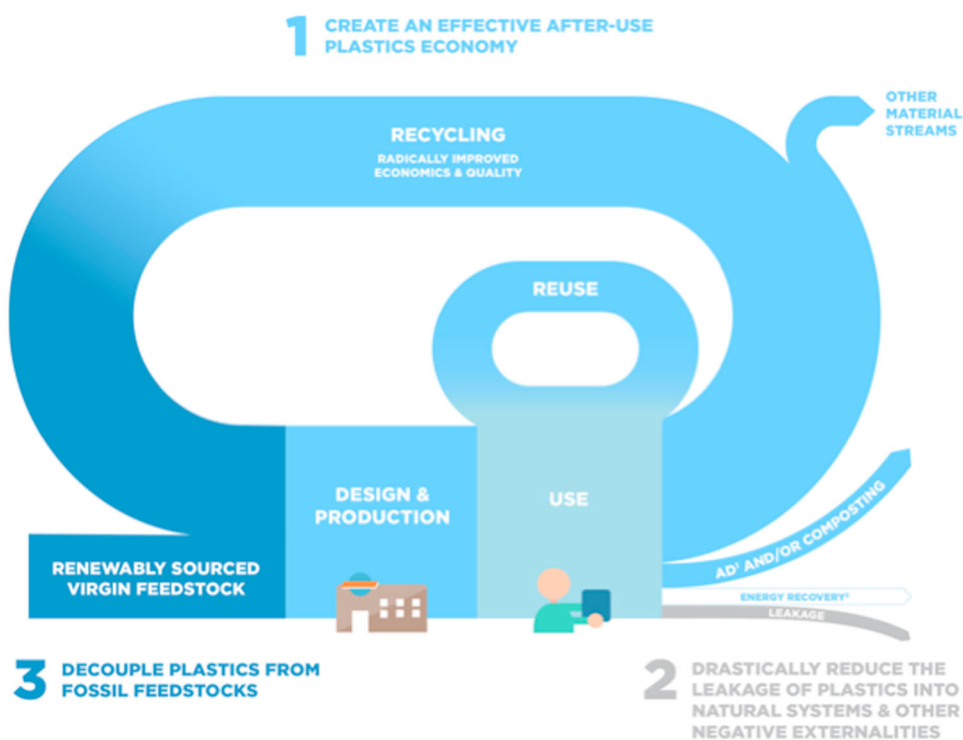 1 CREATE AN EFFECTIVE AFTER-USE
PLASTICS ECONOMY
OTHER
MATERIAL
STREAMS
RECYCLING
RADICALLY IMPROVED
ECONOMICS & QUALITY
REUSE
DESIGN &
PRODUCTION
USE
RENEWABLY SOURCED
VIRGIN FEEDSTOCK
AD¹ AND/OR COMPOSTING
ENERGY RECOVERY²
LEAKAGE
3 DECOUPLE PLASTICS FROM
FOSSIL FEEDSTOCKS
2 DRASTICALLY REDUCE THE
LEAKAGE OF PLASTICS INTO
NATURAL SYSTEMS & OTHER
NEGATIVE EXTERNALITIES